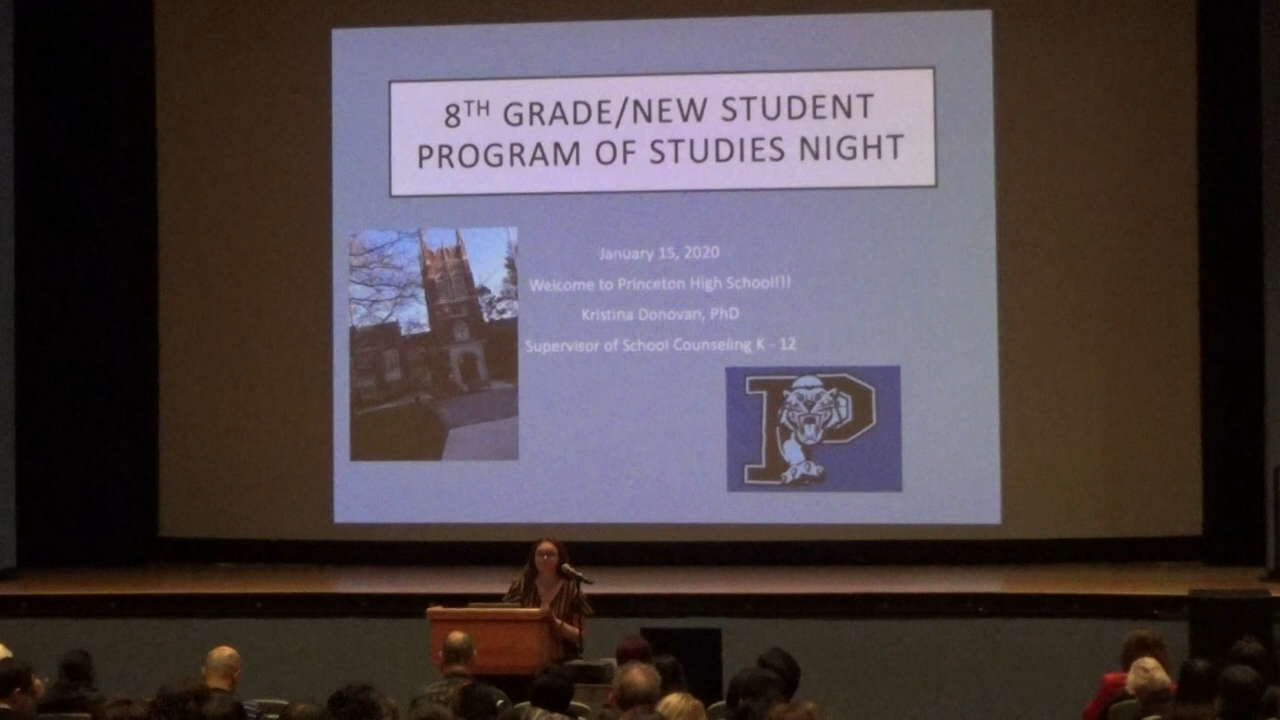 8TH GRADE/NEW STUDENT
PROGRAM OF STUDIES NIGHT
January 15, 2020
Welcome to Princeton High School!!!!
Kristina Donovan, PhD
Supervisor of School Counseling K - 12
P